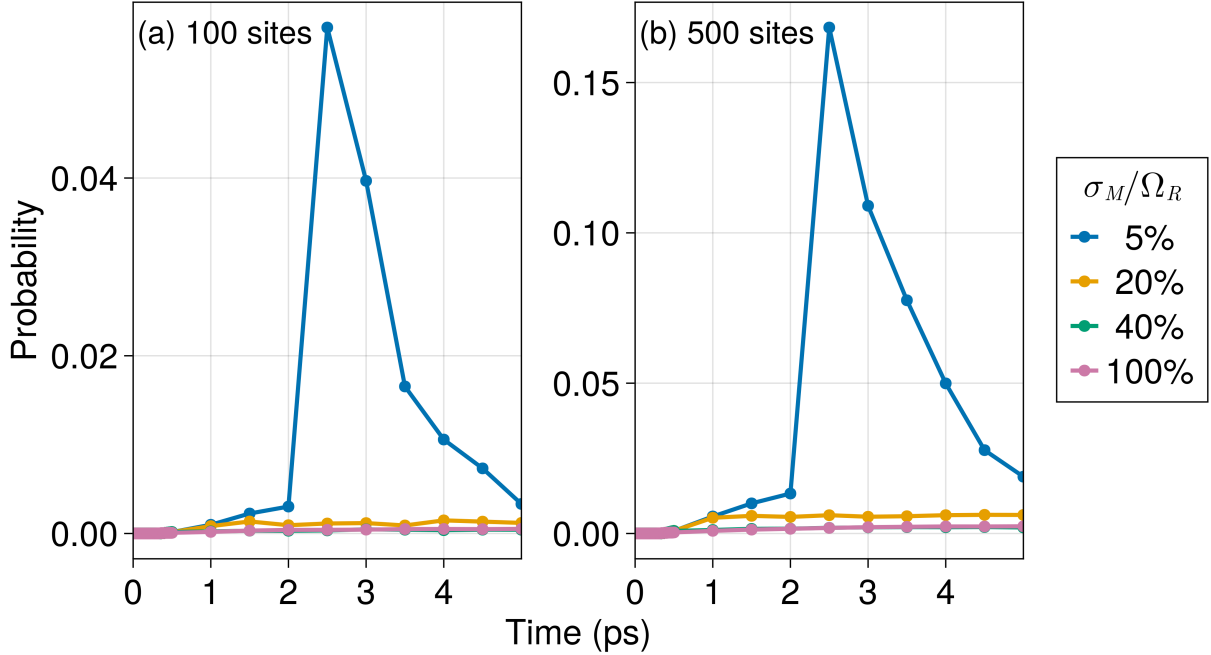 (a) 100 sites
(b) 500 sites
Probability
0.04
0.02
0.00
0.15
0.10
0.05
0.00
0 1 2 3 4
0 1 2 3 4
Time (ps)
σ_M/Ω_R
5%
20%
40%
100%